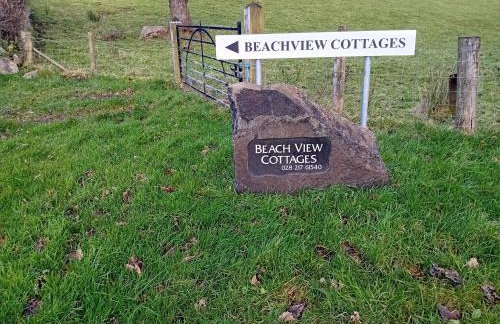 ◀ BEACHVIEW COTTAGES
BEACH VIEW
COTTAGES
028 217 61540